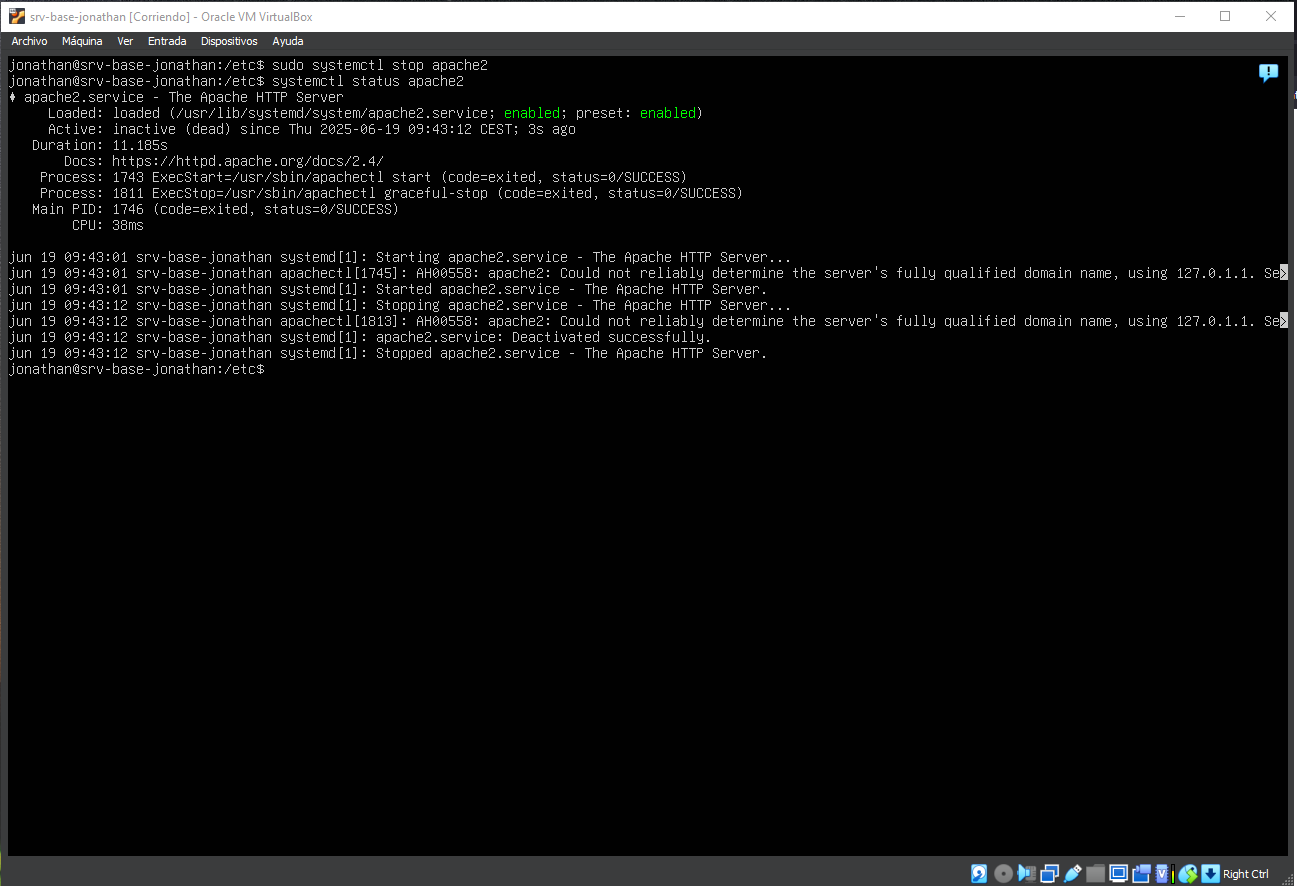 srv-base-jonathan [Corriendo] - Oracle VM VirtualBox
Archivo Máquina Ver Entrada Dispositivos Ayuda
jonathan@srv-base-jonathan:/etc$ sudo systemctl stop apache2
jonathan@srv-base-jonathan:/etc$ systemctl status apache2
♦ apache2.service - The Apache HTTP Server
Loaded: loaded (/usr/lib/systemd/system/apache2.service; enabled; preset: enabled)
Active: inactive (dead) since Thu 2025-06-19 09:43:12 CEST; 3s ago
Duration: 11.185s
Docs: https://httpd.apache.org/docs/2.4/
Process: 1743 ExecStart=/usr/sbin/apachectl start (code=exited, status=0/SUCCESS)
Process: 1811 ExecStop=/usr/sbin/apachectl graceful-stop (code=exited, status=0/SUCCESS)
Main PID: 1746 (code=exited, status=0/SUCCESS)
CPU: 38ms
jun 19 09:43:01 srv-base-jonathan systemd[1]: Starting apache2.service - The Apache HTTP Server...
jun 19 09:43:01 srv-base-jonathan apachectl[1745]: AH00558: apache2: Could not reliably determine the server's fully qualified domain name, using 127.0.1.1. Se>
jun 19 09:43:01 srv-base-jonathan systemd[1]: Started apache2.service - The Apache HTTP Server.
jun 19 09:43:12 srv-base-jonathan systemd[1]: Stopping apache2.service - The Apache HTTP Server...
jun 19 09:43:12 srv-base-jonathan apachectl[1813]: AH00558: apache2: Could not reliably determine the server's fully qualified domain name, using 127.0.1.1. Se>
jun 19 09:43:12 srv-base-jonathan systemd[1]: apache2.service: Deactivated successfully.
jun 19 09:43:12 srv-base-jonathan systemd[1]: Stopped apache2.service - The Apache HTTP Server.
jonathan@srv-base-jonathan:/etc$
Right Ctrl